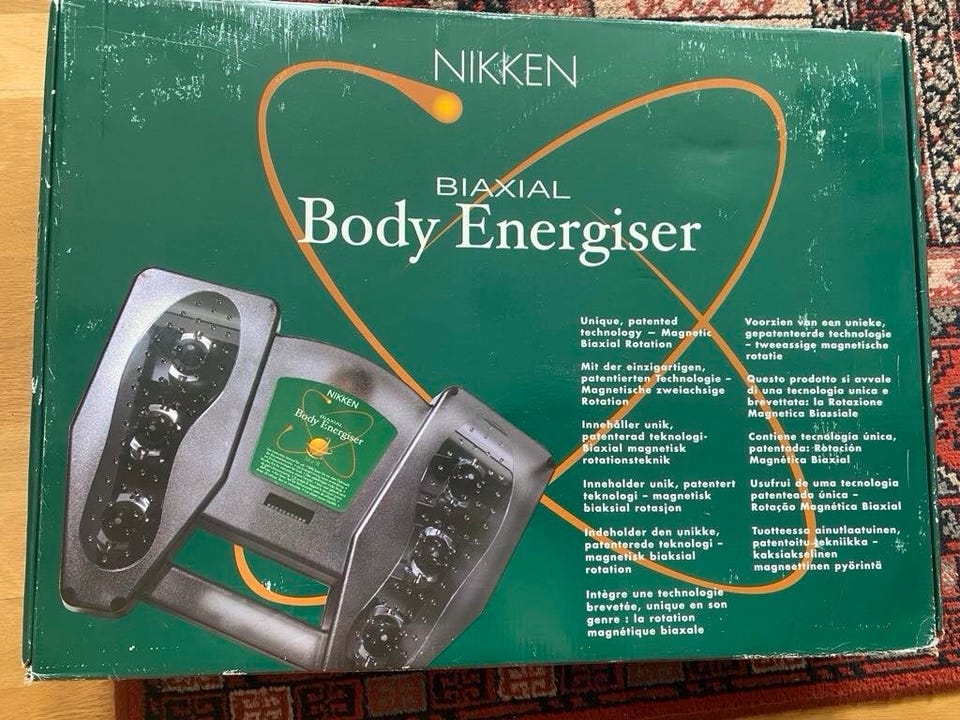 NIKKEN
BIAXIAL
Body Energiser
Unique, patented
technology – Magnetic
Biaxial Rotation
Mit der einzigartigen,
patentierten Technologie –
Magnetische zweiachsige
Rotation
Innehåller unik,
patenterad teknologi-
Biaxial magnetisk
rotationsteknik
Inneholder unik, patentert
teknologi – magnetisk
biaksial rotasjon
Indeholder den unikke,
patenterede teknologi –
magnetisk biaksial
rotation
Intègre une technologie
brevetée, unique en son
genre : la rotation
magnétique biaxale
Voorzien van een unieke,
gepatenteerde technologie
– tweeassige magnetische
rotatie
Questo prodotto si avvale
di una tecnologia unica e
brevettata: la Rotazione
Magnetica Biassiale
Contiene tecnología única,
patentada: Rotación
Magnética Biaxial
Usufrui de uma tecnologia
patenteada única –
Rotação Magnética Biaxial
Tuotteessa ainutlaatuinen,
patentoitu tekniikka –
kaksiakselinen
magneettinen pyörintä
NIKKEN
BIAXIAL
Body Energiser